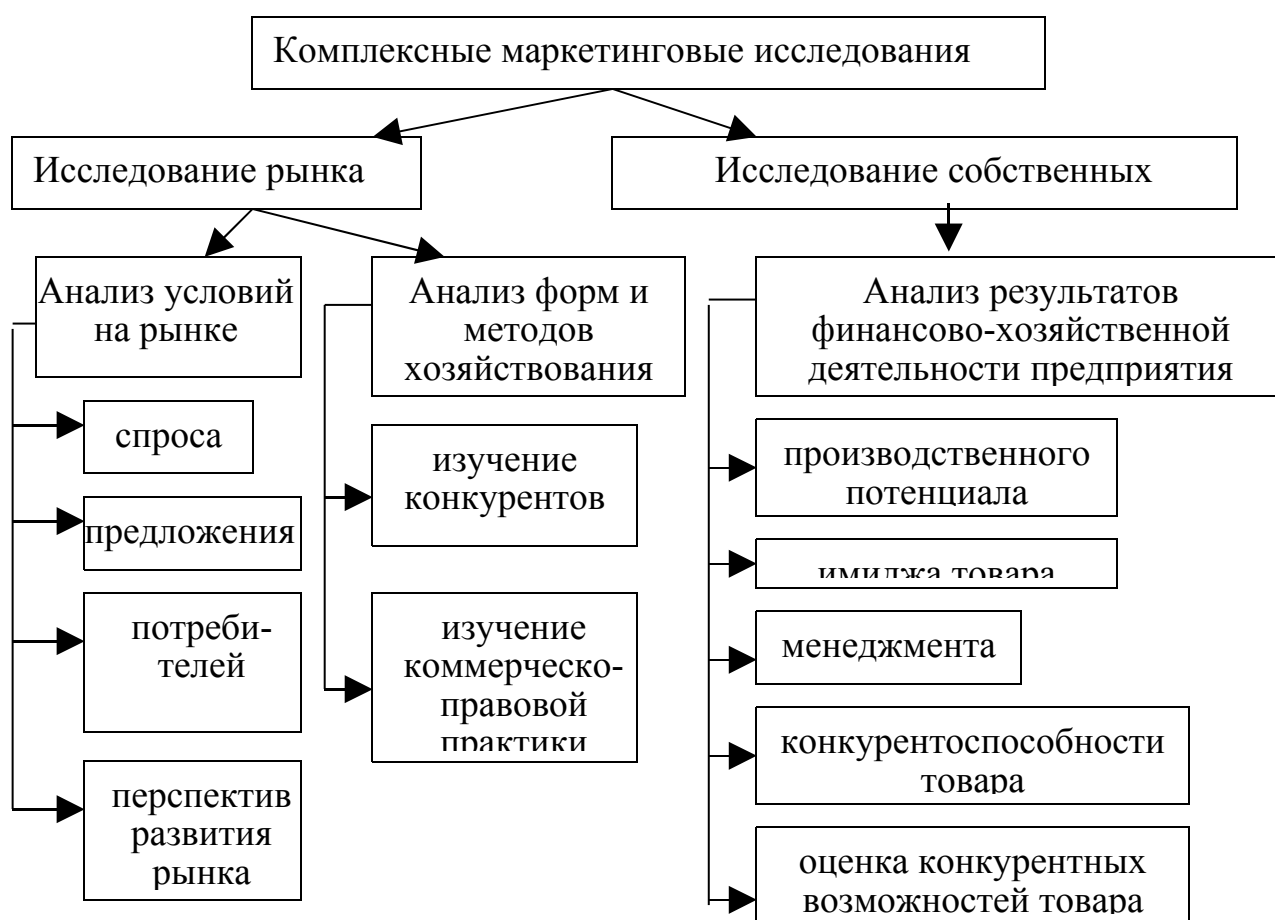 Комплексные маркетинговые исследования
Исследование рынка
Исследование собственных
Анализ условий
на рынке
спроса
предложения
потреби-
телей
перспектив
развития
рынка
Анализ форм и
методов
хозяйствования
изучение
конкурентов
изучение
коммерческо-
правовой
практики
Анализ результатов
финансово-хозяйственной
деятельности предприятия
производственного
потенциала
имиджа товара
менеджмента
конкурентоспособности
товара
оценка конкурентных
возможностей товара